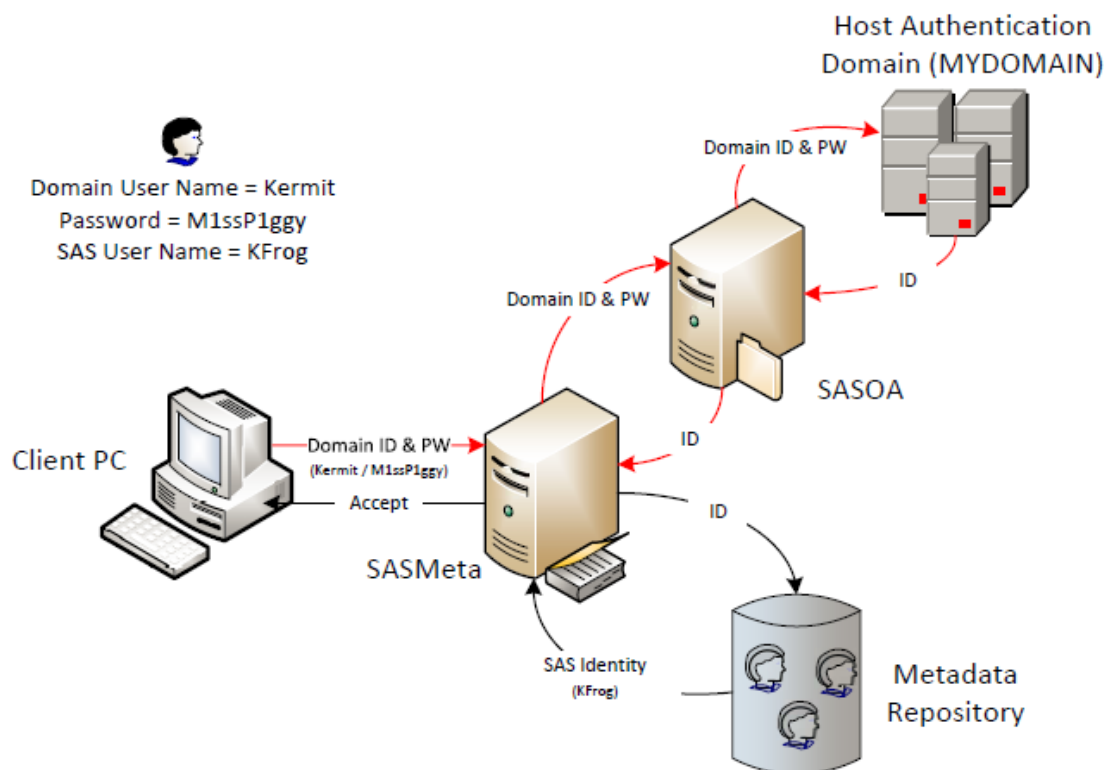 Host Authentication
Domain (MYDOMAIN)
Domain User Name = Kermit
Password = M1ssP1ggy
SAS User Name = KFrog
Domain ID & PW
ID
Domain ID & PW
SASOA
ID
Client PC
Domain ID & PW
(Kermit / M1ssP1ggy)
Accept
ID
SASMeta
SAS Identity
(KFrog)
Metadada
Repository